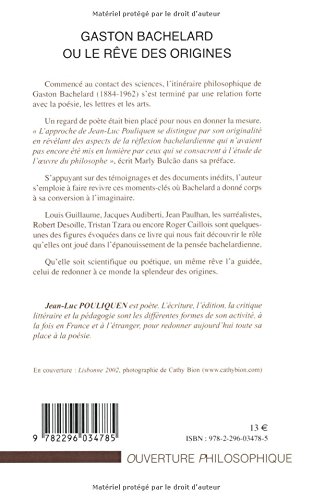 Matériel protégé par le droit d'auteur
GASTON BACHELARD
OU LE RÊVE DES ORIGINES
Commencé au contact des sciences, l'itinéraire philosophique de
Gaston Bachelard (1884-1962) s'est terminé par une relation forte
avec la poésie, les lettres et les arts.
Un regard de poète était bien placé pour nous en donner la mesure.
« L'approche de Jean-Luc Pouliquen se distingue par son originalité
en révélant des aspects de la réflexion bachelardienne qui n'avaient
pas encore été mis en lumière par ceux qui se consacrent à l'étude de
l'œuvre du philosophe », écrit Marly Bulcão dans sa préface.
S'appuyant sur des témoignages et des documents inédits, l'auteur
s'emploie à faire revivre ces moments-clés où Bachelard a donné corps
à sa conversion à l'imaginaire.
Louis Guillaume, Jacques Audiberti, Jean Paulhan, les surréalistes,
Robert Desoille, Tristan Tzara ou encore Roger Caillois sont quelques-
unes des figures évoquées dans ce livre qui nous fait découvrir le rôle
qu'elles ont joué dans l'épanouissement de la pensée bachelardienne.
Qu'elle soit scientifique ou poétique, un même rêve l'a guidée,
celui de redonner à ce monde la splendeur des origines.
Jean-Luc POULIQUEN est poète. L'écriture, l'édition, la critique
littéraire et la pédagogie sont les différentes formes de son activité, à
la fois en France et à l'étranger, pour redonner aujourd'hui toute sa
place à la poésie.
En couverture : Lisbonne 2002, photographie de Cathy Bion (www.cathybion.com)
9 782296 034785
13 €
ISBN : 978-2-296-03478-5
OUVERTURE PHILOSOPHIQUE
Matériel protégé par le droit d'auteur